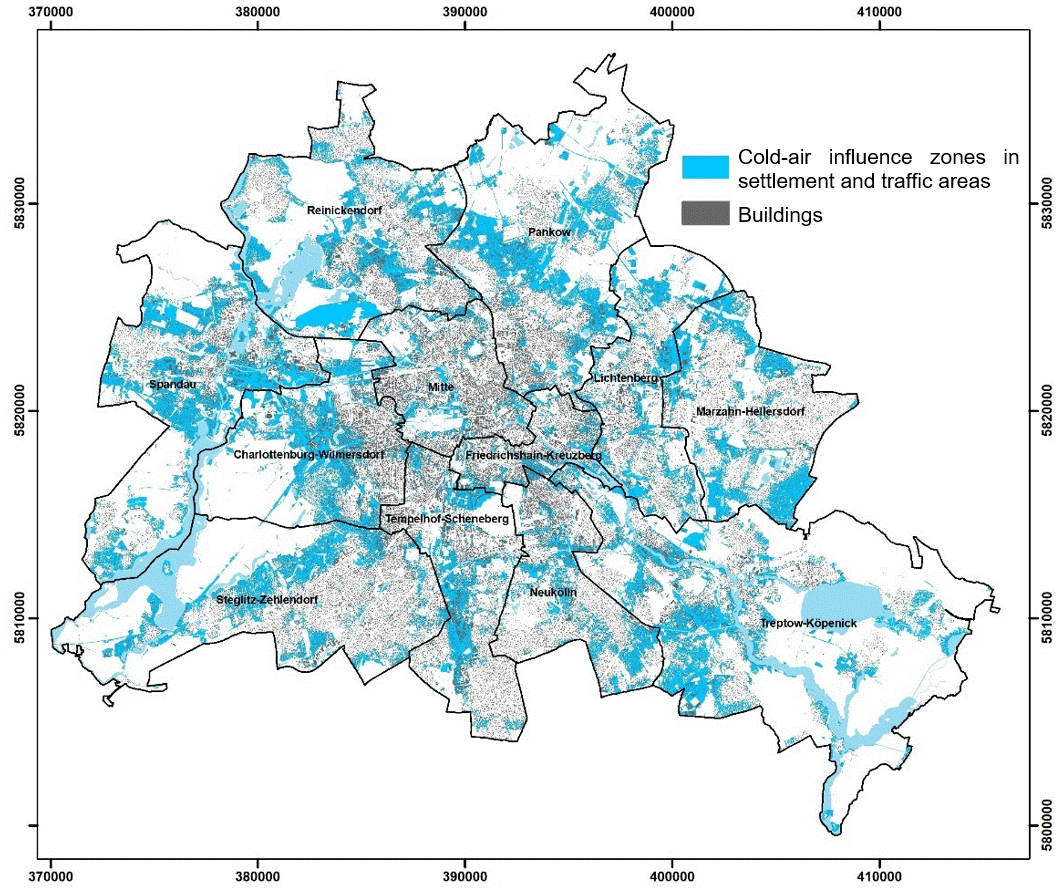 370000 380000 390000 400000 410000
Cold-air influence zones in
settlement and traffic areas
Buildings
5830000
5830000
Reinickendorf
Pankow
Spandau
Mitte
Lichtenberg
Marzahn-Hellersdorf
5820000
5820000
Charlottenburg-Wilmersdorf
Friedrichshain-Kreuzberg
Tempelhof-Scheneberg
Steglitz-Zehlendorf
Neukölln
Treptow-Köpenick
5810000
5810000
5800000
370000 380000 390000 400000 410000